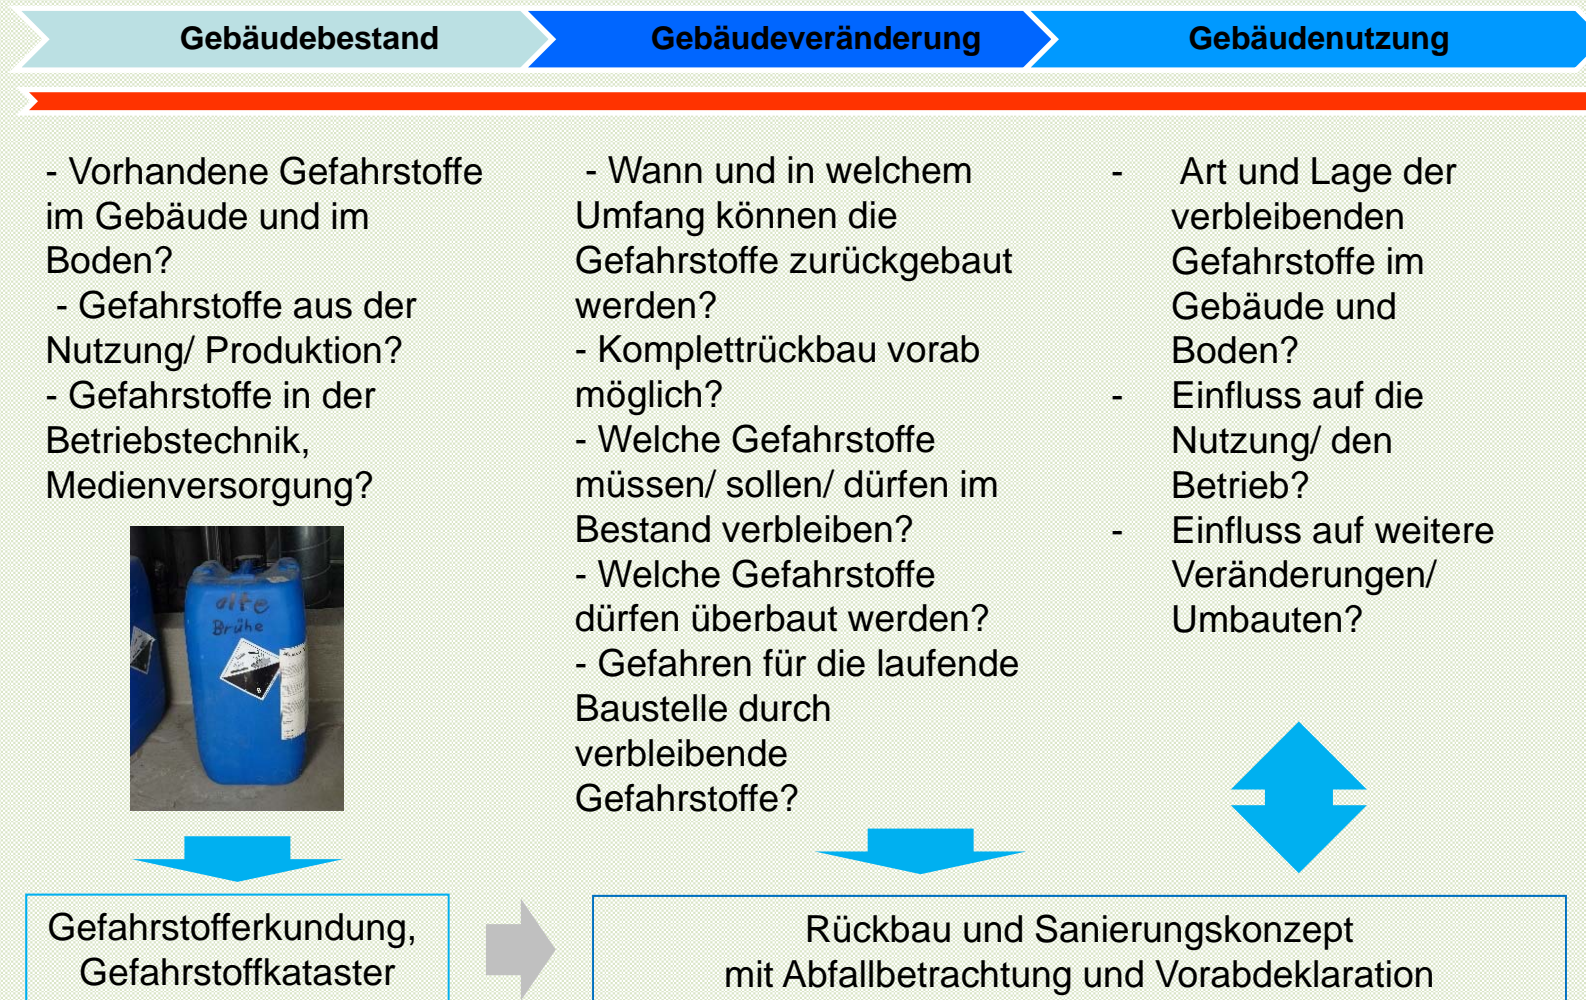 Gebäudebestand
Gebäudeveränderung
Gebäudenutzung
- Vorhandene Gefahrstoffe
im Gebäude und im
Boden?
- Gefahrstoffe aus der
Nutzung/ Produktion?
- Gefahrstoffe in der
Betriebstechnik,
Medienversorgung?
Brühe
8
- Wann und in welchem
Umfang können die
Gefahrstoffe zurückgebaut
werden?
- Komplettrückbau vorab
möglich?
- Welche Gefahrstoffe
müssen/ sollen/ dürfen im
Bestand verbleiben?
- Welche Gefahrstoffe
dürfen überbaut werden?
- Gefahren für die laufende
Baustelle durch
verbleibende
Gefahrstoffe?
- Art und Lage der
verbleibenden
Gefahrstoffe im
Gebäude und
Boden?
- Einfluss auf die
Nutzung/ den
Betrieb?
- Einfluss auf weitere
Veränderungen/
Umbauten?
Gefahrstofferkundung,
Gefahrstoffkataster
Rückbau und Sanierungskonzept
mit Abfallbetrachtung und Vorabdeklaration